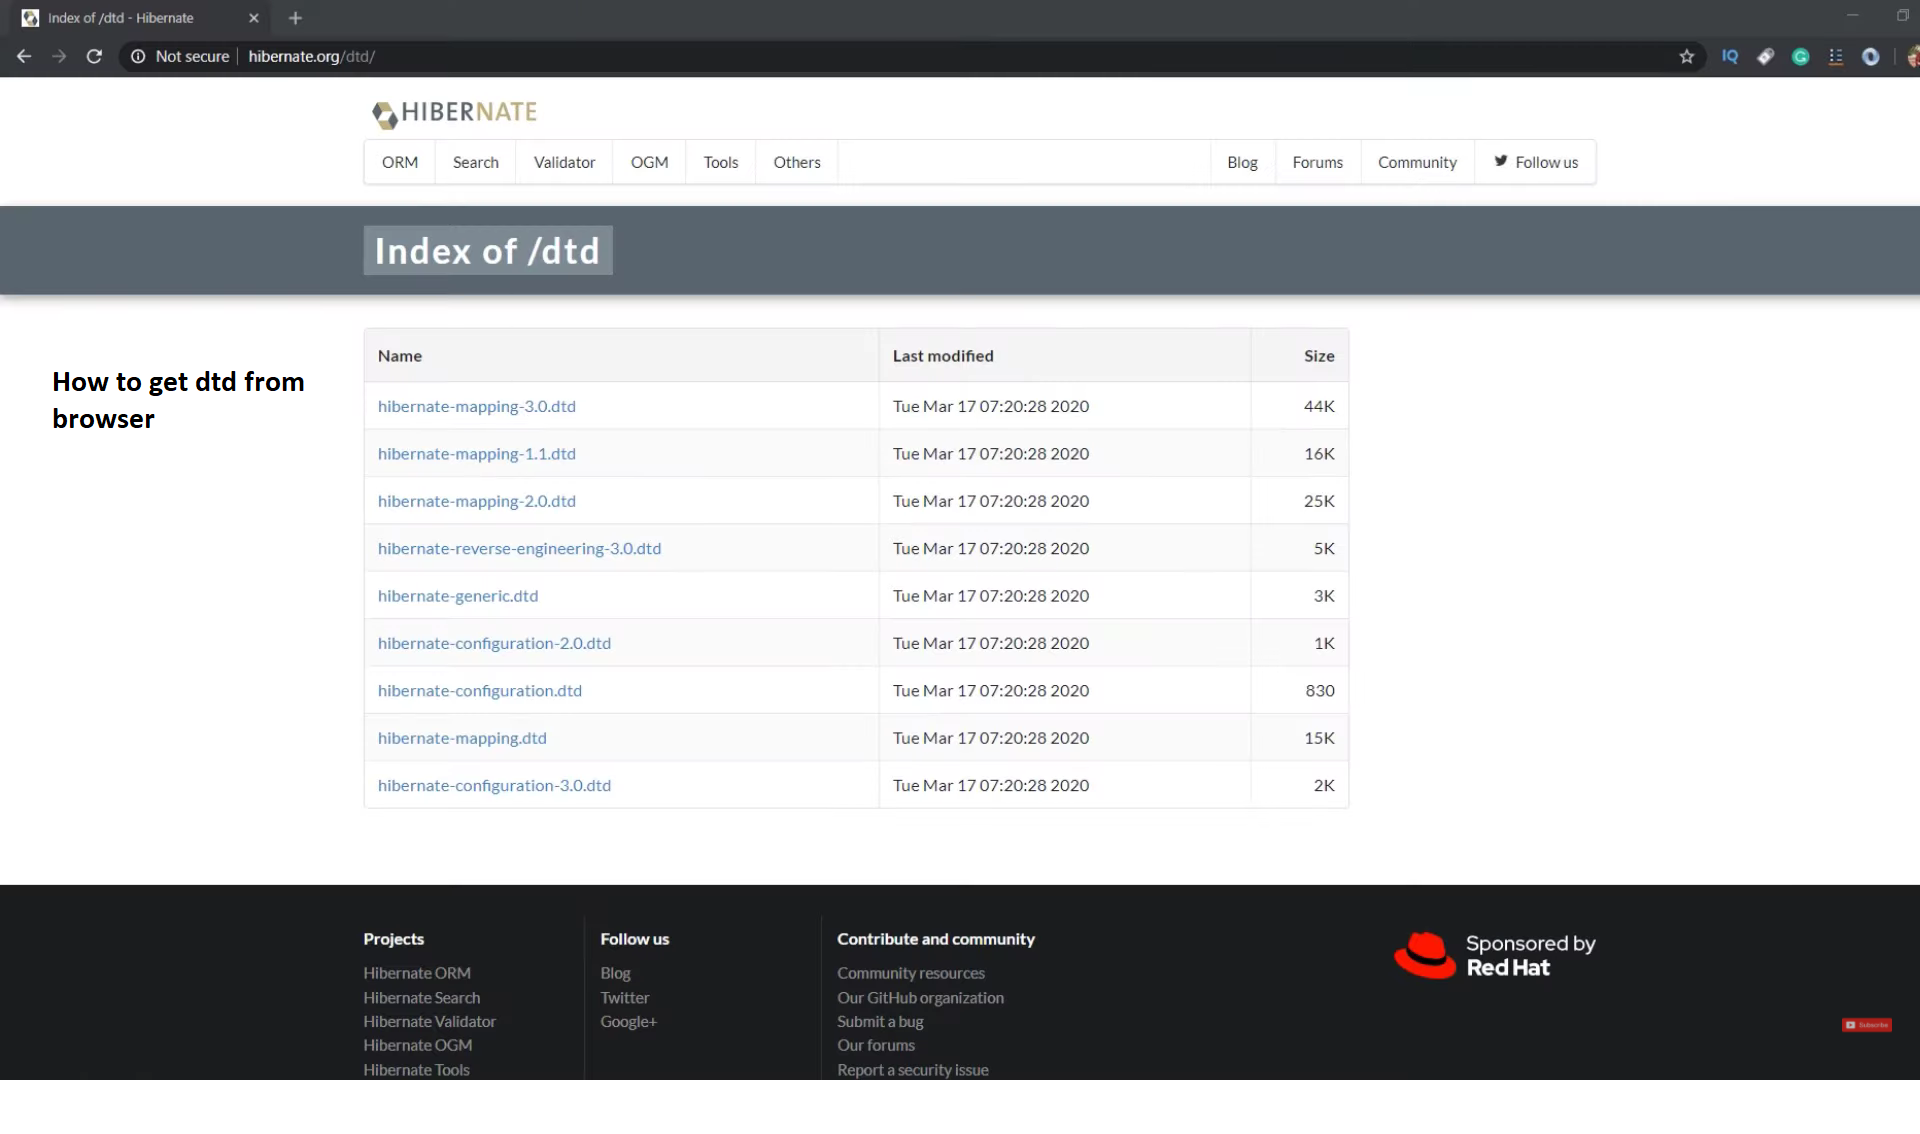 Index of /dtd - Hibernate
Not secure hibernate.org/dtd/
IQ
HIBERNATE
ORM Search Validator OGM Tools Others Blog Forums Community Follow us
Index of /dtd
How to get dtd from
browser
Name Last modified Size
hibernate-mapping-3.0.dtd Tue Mar 17 07:20:28 2020 44K
hibernate-mapping-1.1.dtd Tue Mar 17 07:20:28 2020 16K
hibernate-mapping-2.0.dtd Tue Mar 17 07:20:28 2020 25K
hibernate-reverse-engineering-3.0.dtd Tue Mar 17 07:20:28 2020 5K
hibernate-generic.dtd Tue Mar 17 07:20:28 2020 3K
hibernate-configuration-2.0.dtd Tue Mar 17 07:20:28 2020 1K
hibernate-configuration.dtd Tue Mar 17 07:20:28 2020 830
hibernate-mapping.dtd Tue Mar 17 07:20:28 2020 15K
hibernate-configuration-3.0.dtd Tue Mar 17 07:20:28 2020 2K
Projects
Hibernate ORM
Hibernate Search
Hibernate Validator
Hibernate OGM
Hibernate Tools
Follow us
Blog
Twitter
Google+
Contribute and community
Community resources
Our GitHub organization
Submit a bug
Our forums
Report a security issue
Sponsored by
Red Hat
Subscribe